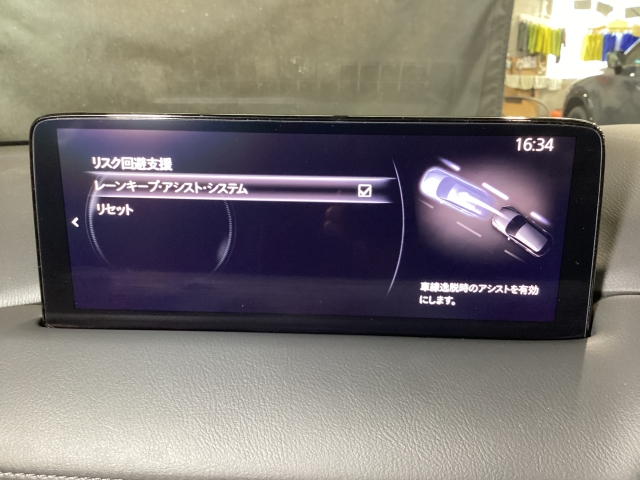 16:34
リスク回避支援
レーンキープ・アシスト・システム
リセット
車線逸脱時のアシストを有効
にします。